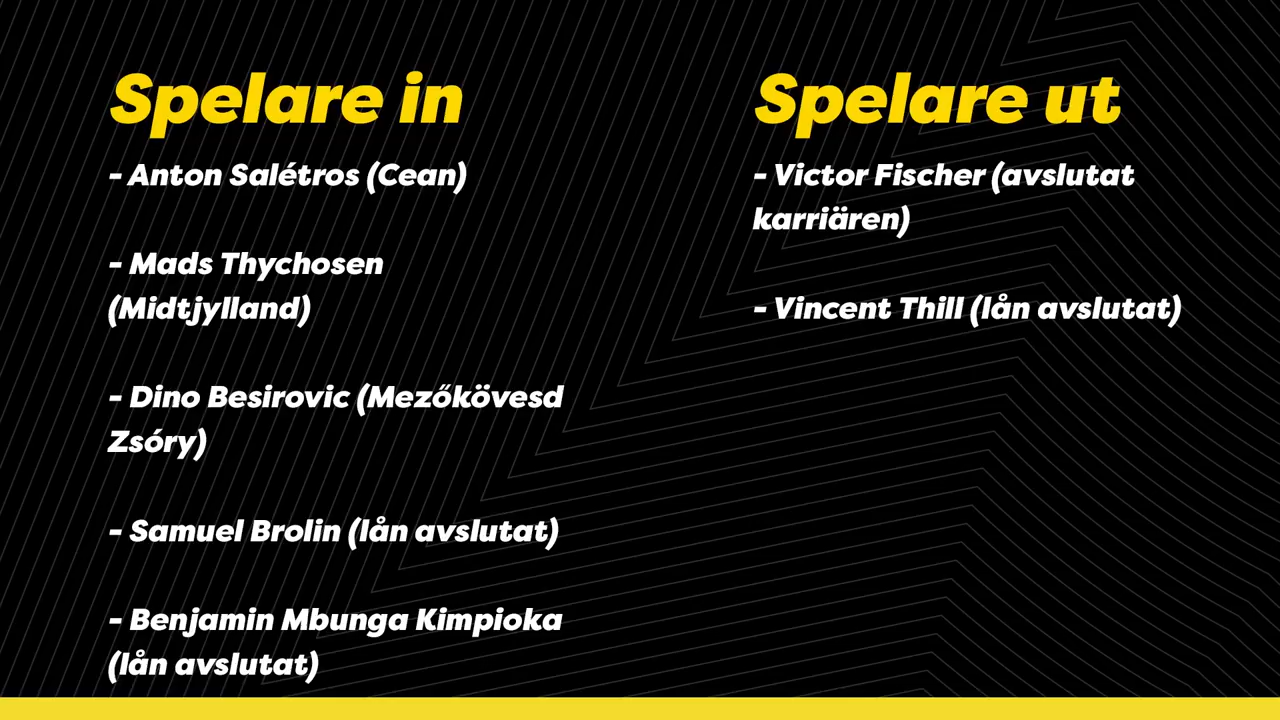 Spelare in
- Anton Salétros (Cean)
- Mads Thychosen
(Midtjylland)
- Dino Besirovic (Mezőkövesd
Zsóry)
- Samuel Brolin (lån avslutat)
- Benjamin Mbunga Kimpioka
(lån avslutat)
Spelare ut
- Victor Fischer (avslutat
karriären)
- Vincent Thill (lån avslutat)